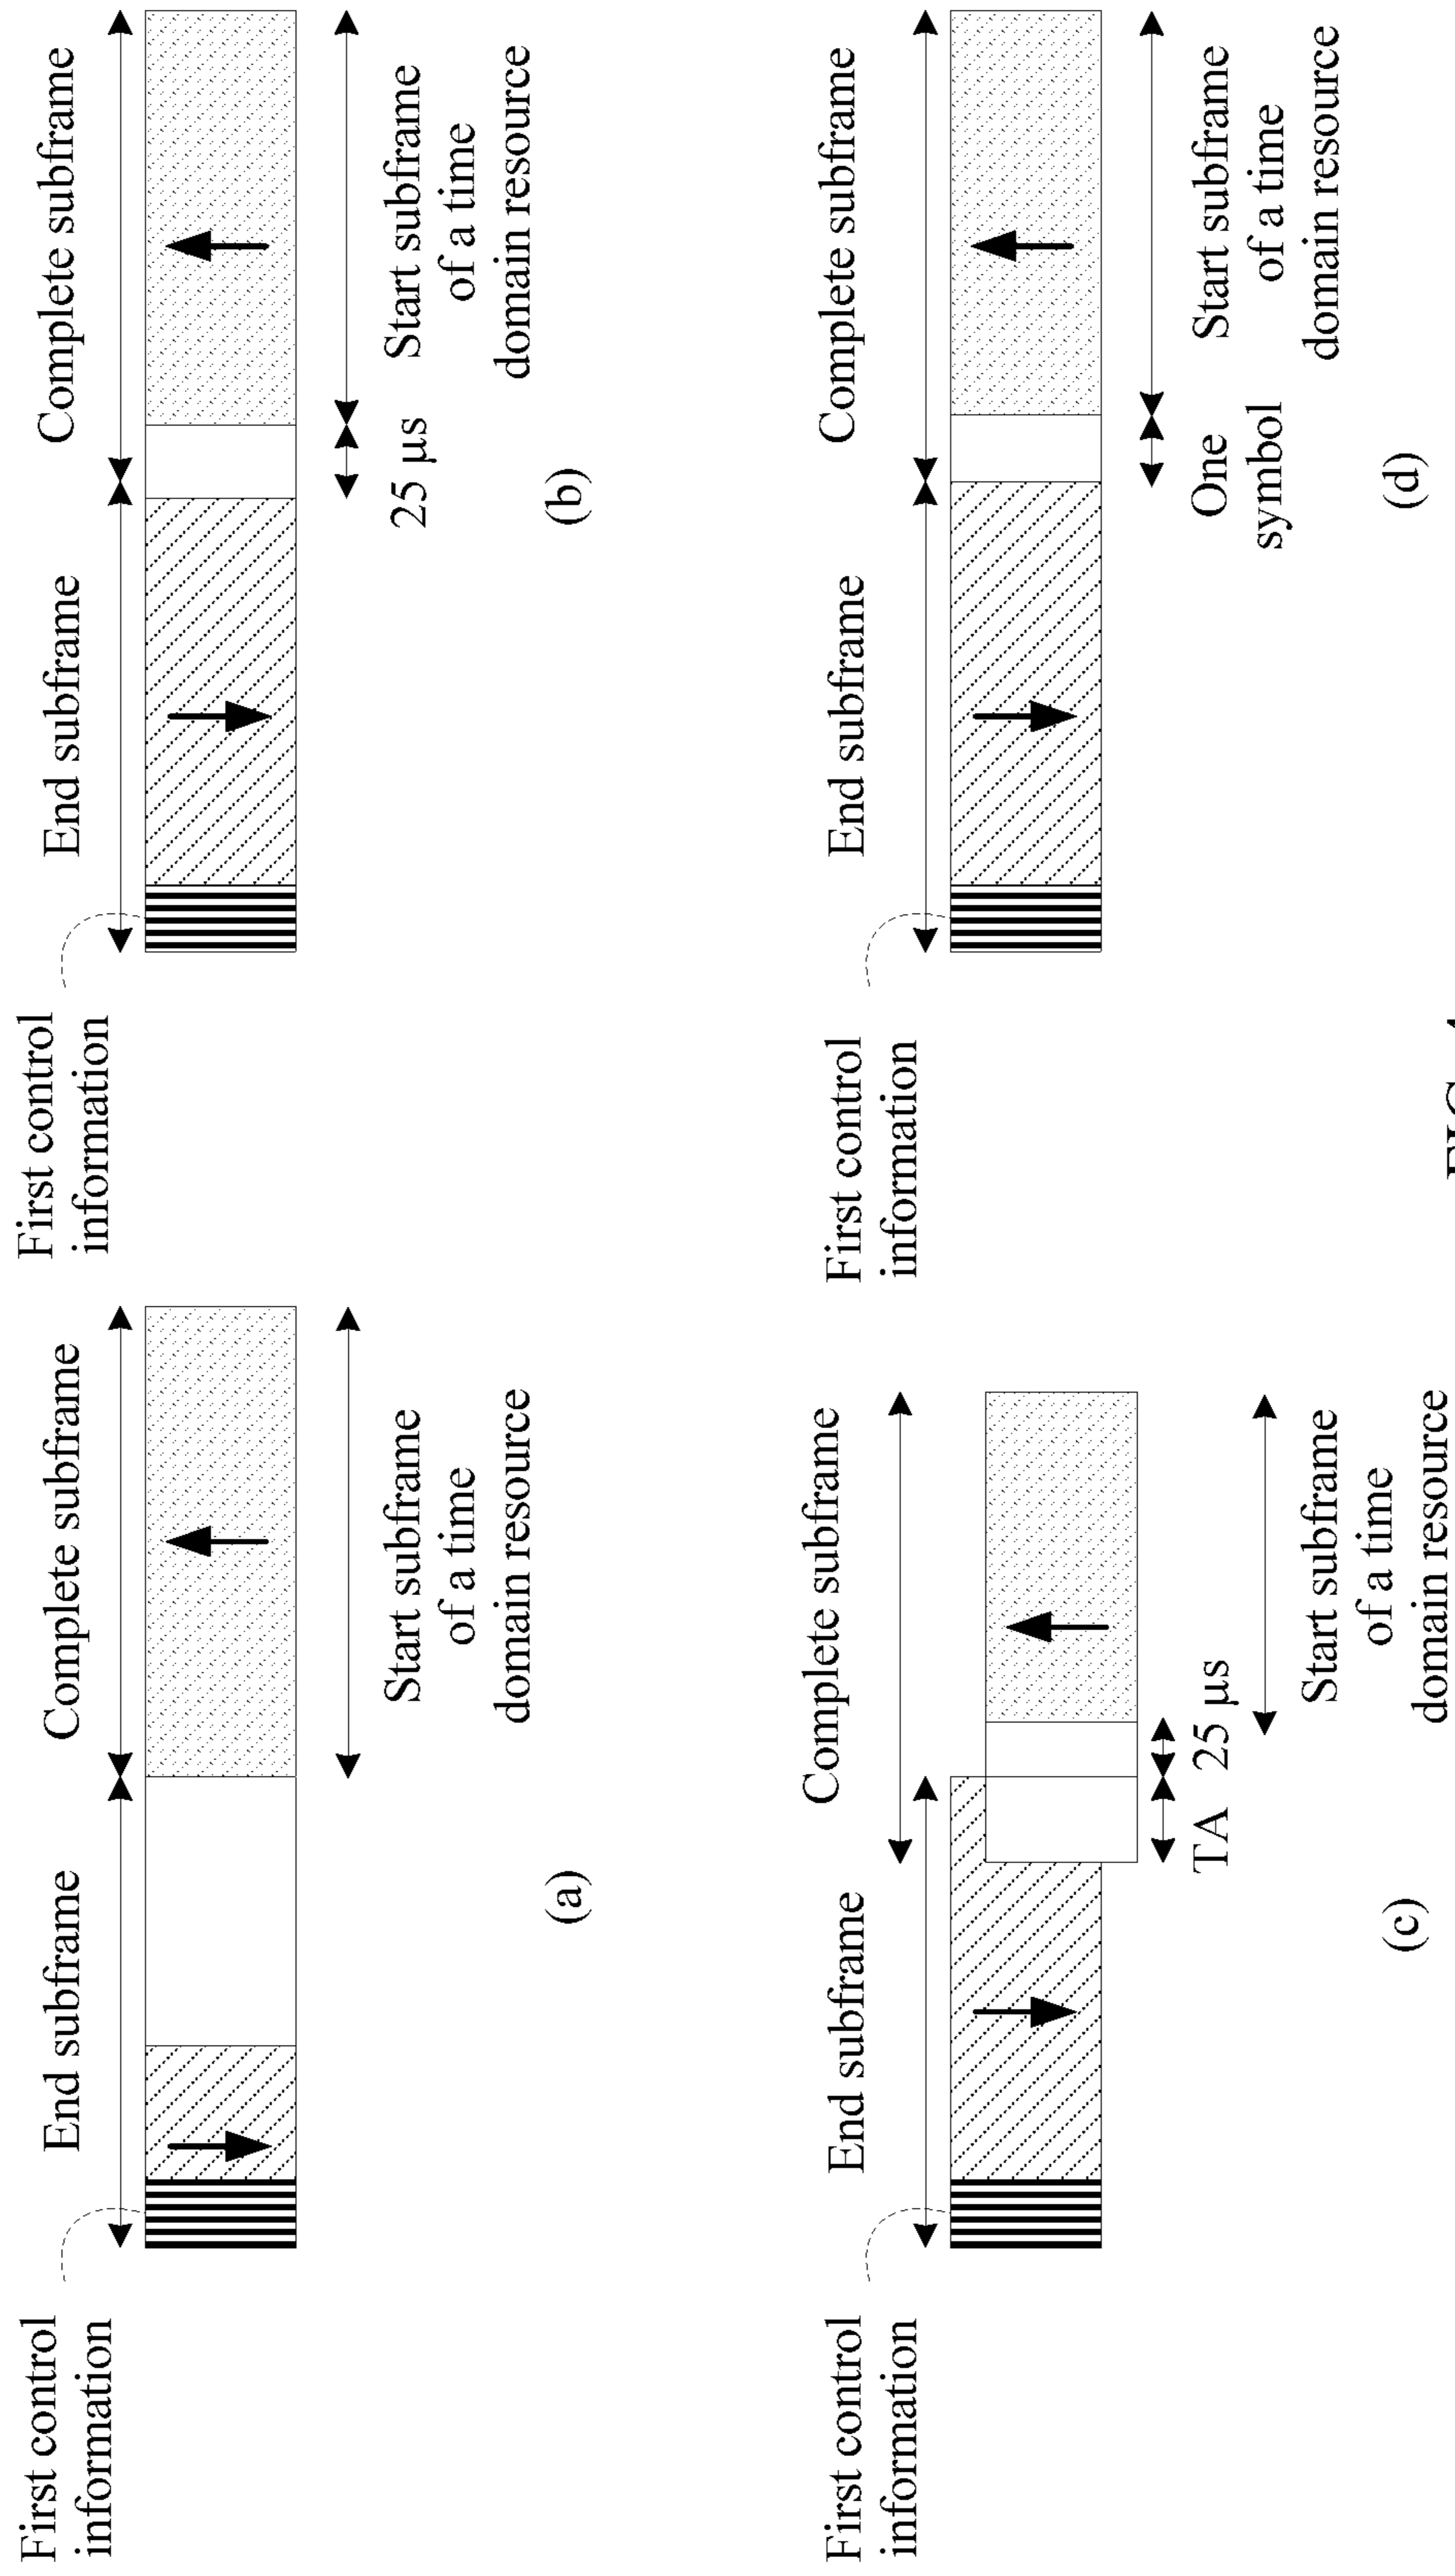 First control
information
End subframe
Complete subframe
Start subframe
of a time
domain resource
(a)
First control
information
End subframe
Complete subframe
25 μs
Start subframe
of a time
domain resource
(b)
First control
information
End subframe
Complete subframe
TA
25 μs
Start subframe
of a time
domain resource
(c)
First control
information
End subframe
Complete subframe
One
symbol
Start subframe
of a time
domain resource
(d)